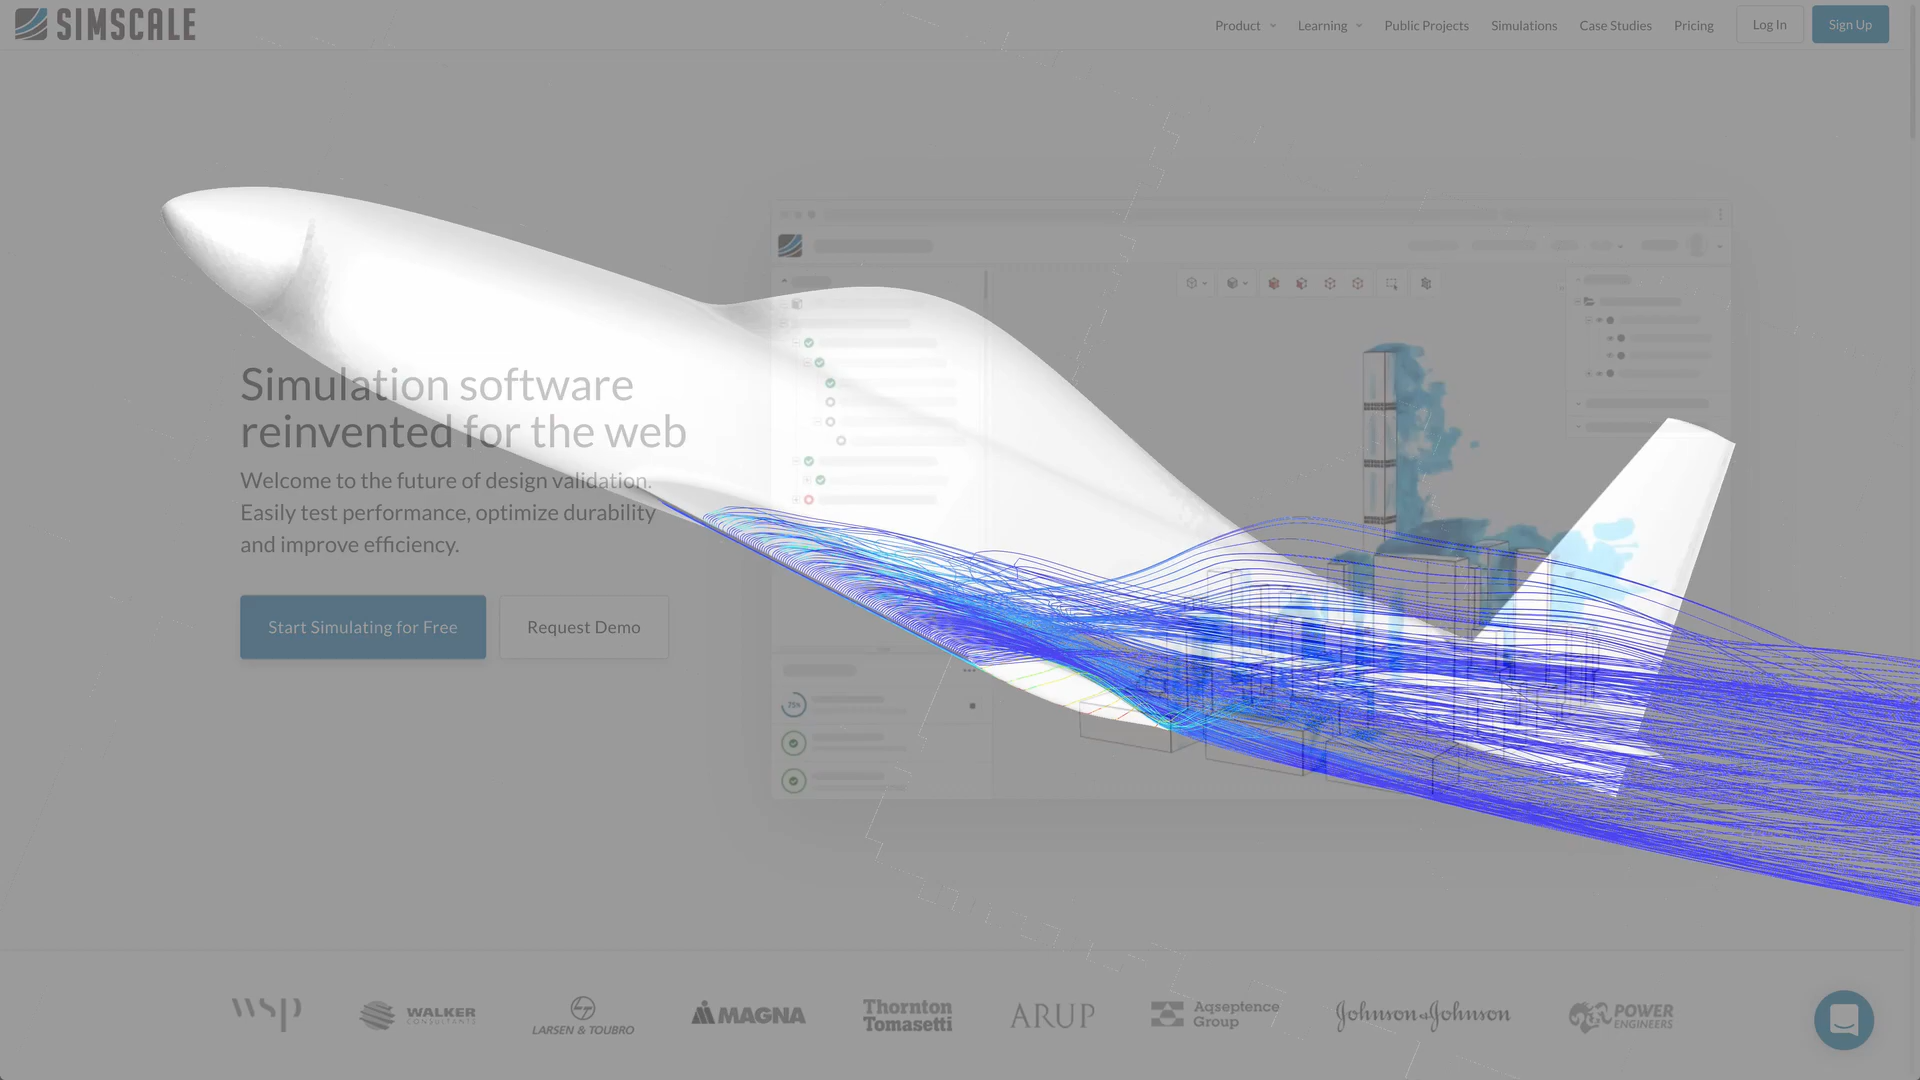 SIMSCALE
Product
Learning
Public Projects
Simulations
Case Studies
Pricing
Log In
Sign Up
Simulation software
reinvented for the web
Welcome to the future of design validation.
Easily test performance, optimize durability
and improve efficiency.
Start Simulating for Free
Request Demo
75%
wsp
WALKER
CONSULTANTS
LARSEN & TOUBRO
MAGNA
Thornton
Tomasetti
ARUP
Aqseptence
Group
Johnson & Johnson
POWER
ENGINEERS